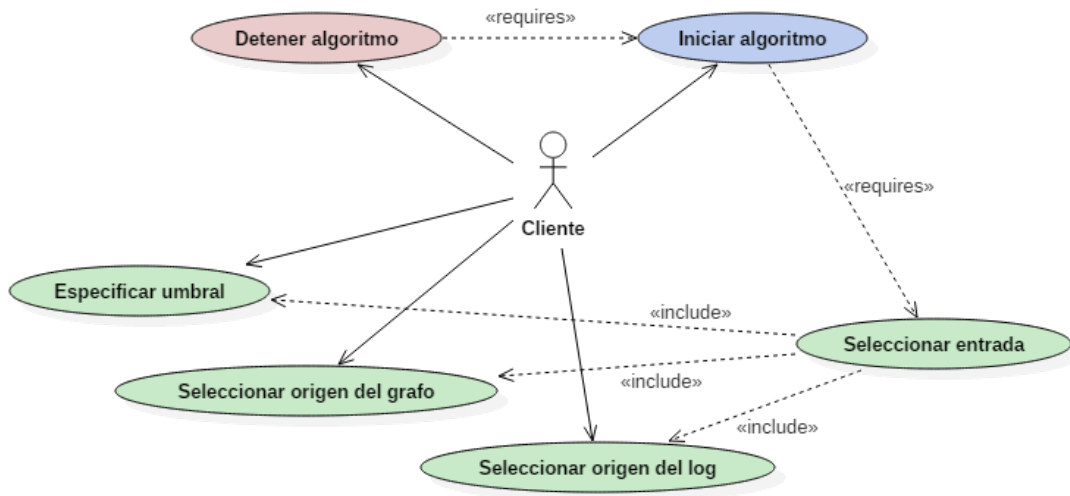 «requires»
Detener algoritmo
Iniciar algoritmo
«requires»
Cliente
Especificar umbral
«include»
Seleccionar entrada
«include»
Seleccionar origen del grafo
«include»
Seleccionar origen del log